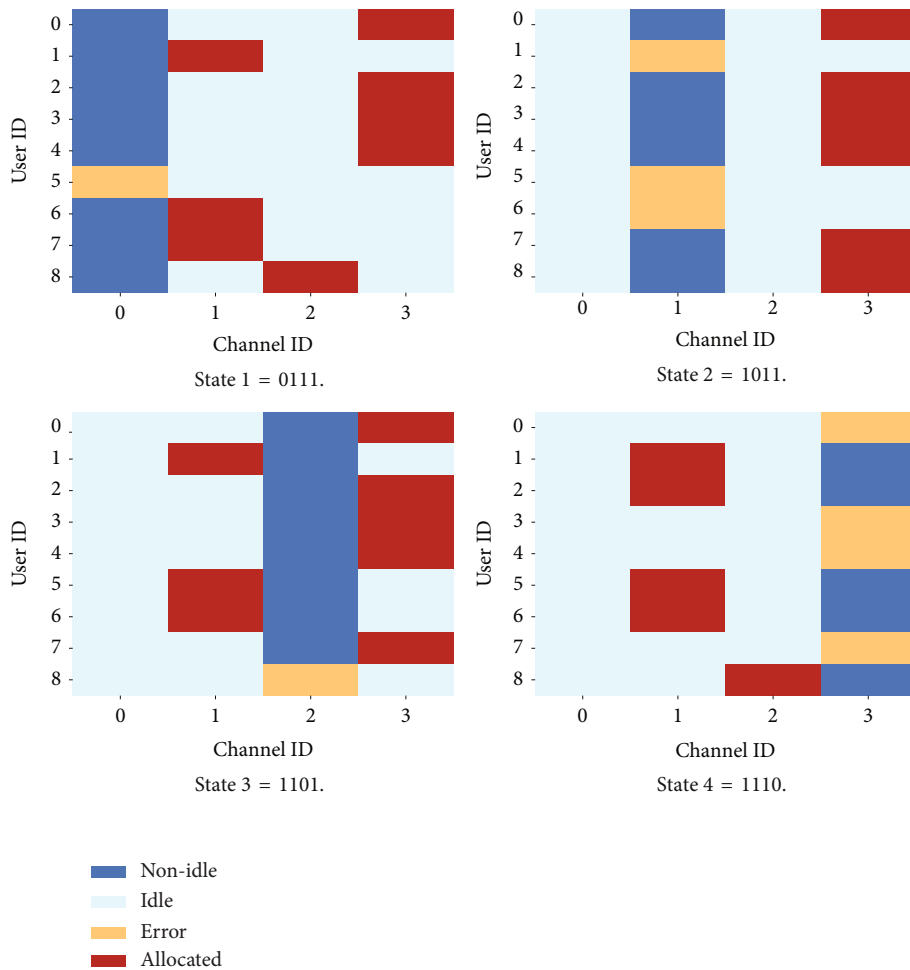 User ID
0
1
2
3
4
5
6
7
8
0 1 2 3
Channel ID
State 1 = 0111.
User ID
0
1
2
3
4
5
6
7
8
0 1 2 3
Channel ID
State 2 = 1011.
User ID
0
1
2
3
4
5
6
7
8
0 1 2 3
Channel ID
State 3 = 1101.
User ID
0
1
2
3
4
5
6
7
8
0 1 2 3
Channel ID
State 4 = 1110.
Non-idle
Idle
Error
Allocated